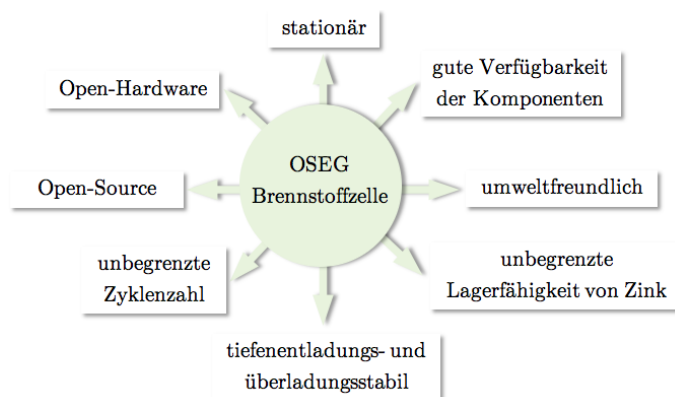 stationär
gute Verfügbarkeit
der Komponenten
Open-Hardware
OSEG
Brennstoffzelle
Open-Source
umweltfreundlich
unbegrenzte
Zyklenzahl
unbegrenzte
Lagerfähigkeit von Zink
tiefenentladungs- und
überladungsstabil